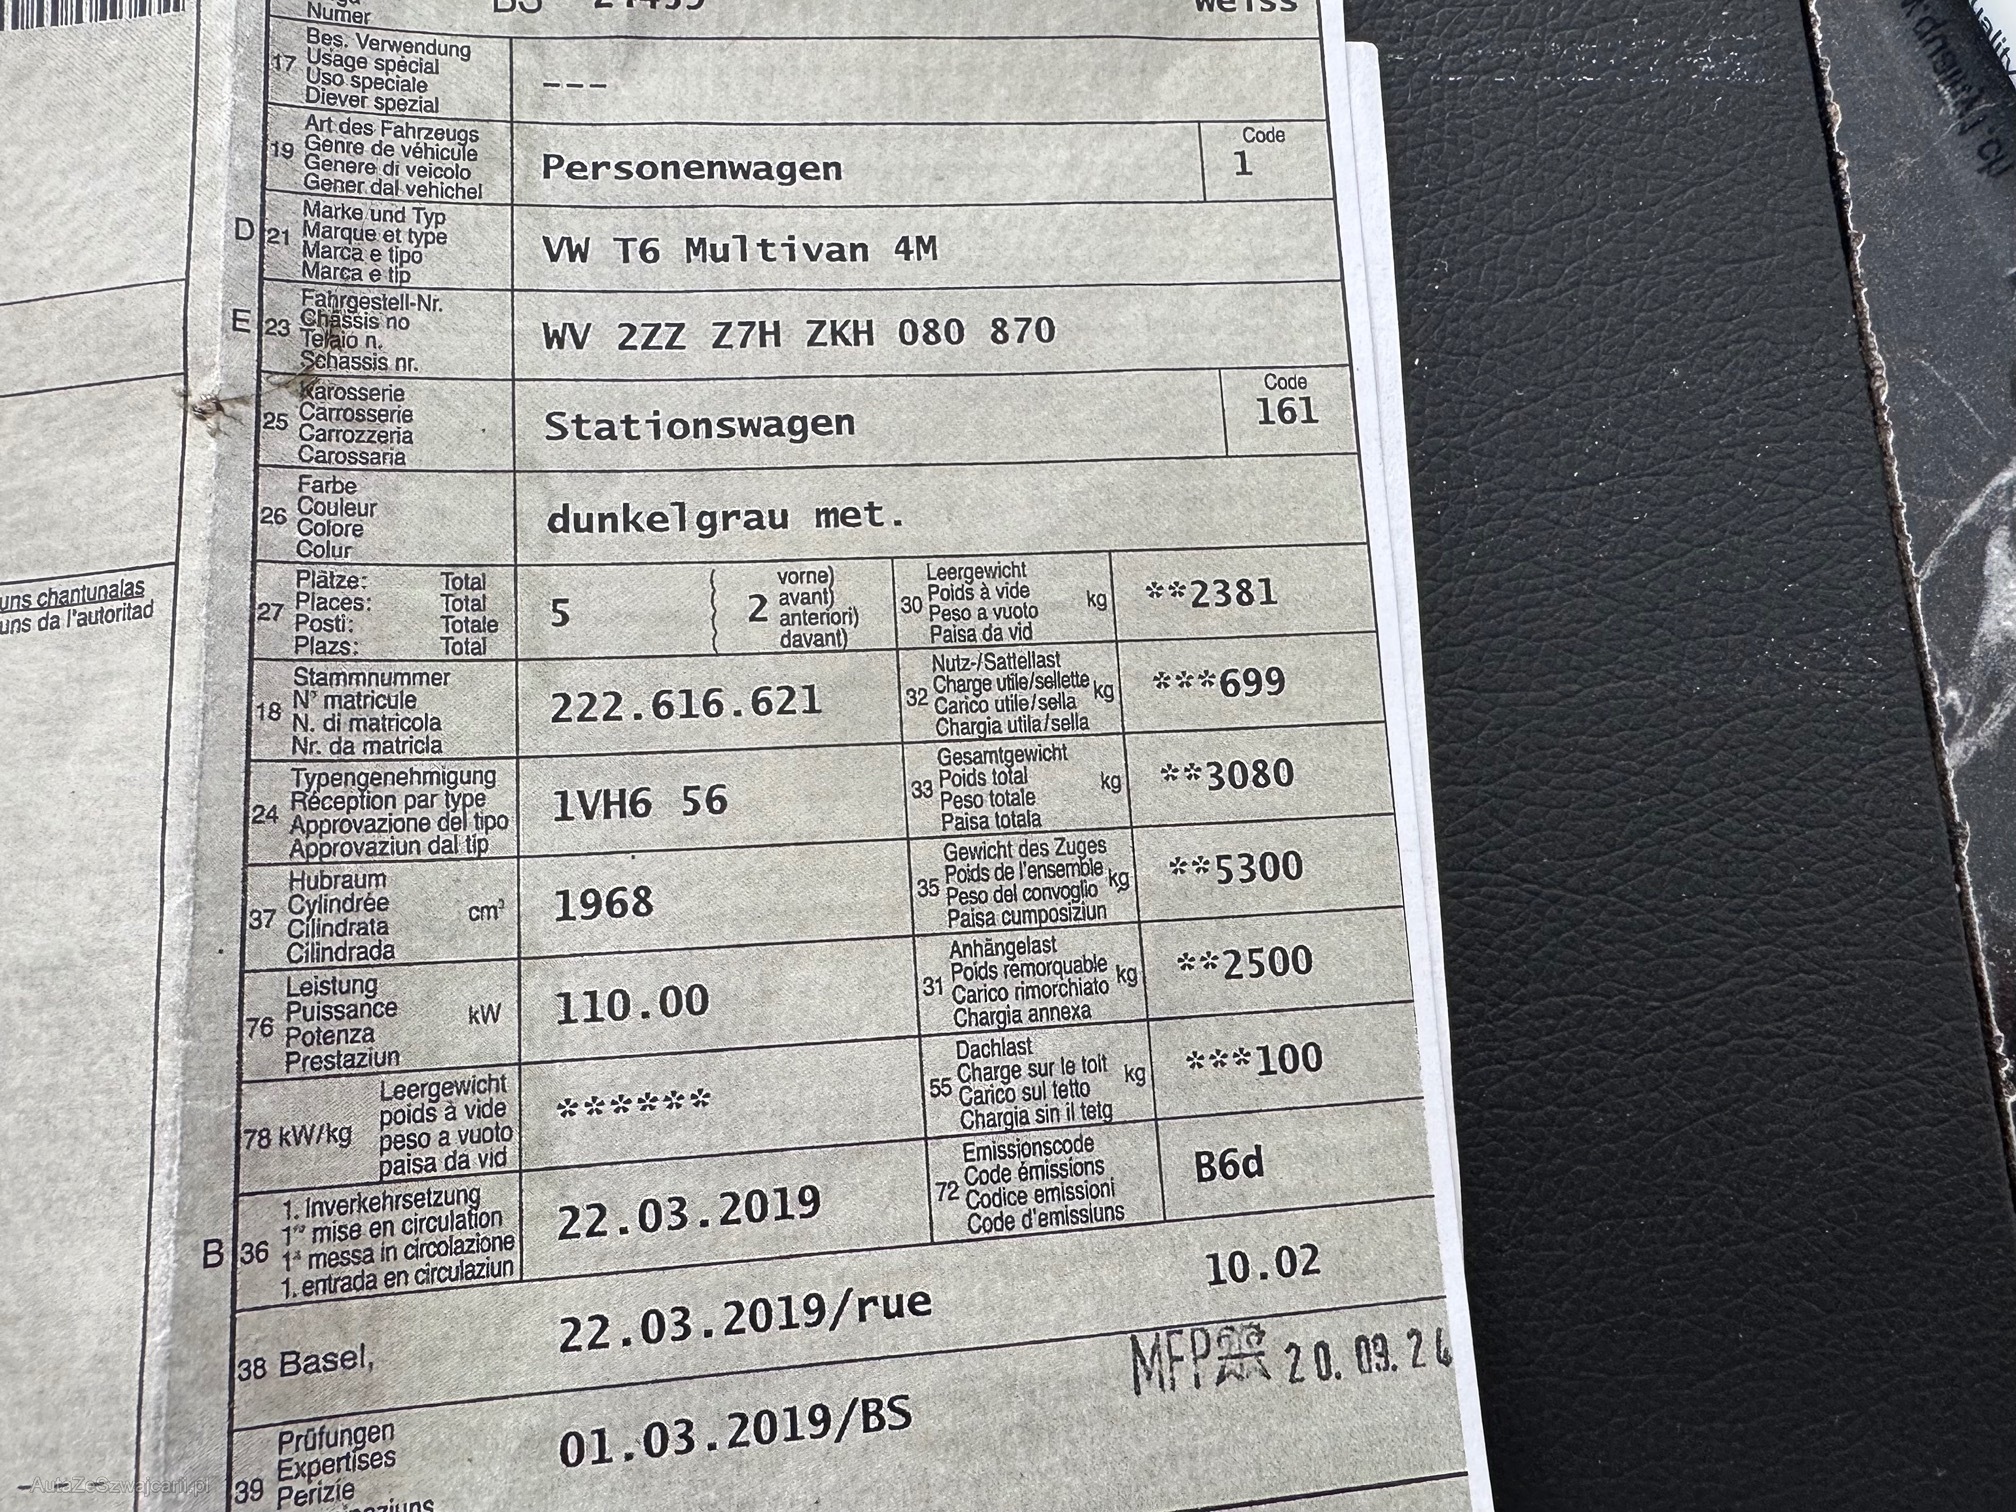 Numer
weiss
17 Bes. Verwendung
Usage spécial
Uso speciale
Diever spezial
---
19 Art des Fahrzeugs
Genre de véhicule
Genere di veicolo
Gener dal vehichel
Personenwagen
Code
1
D 21 Marke und Typ
Marque et type
Marca e tipo
Marca e tip
VW T6 Multivan 4M
E 23 Fahrgestell-Nr.
Châssis no
Telaio n.
Schassis nr.
WV 2ZZ Z7H ZKH 080 870
25 Karosserie
Carrosserie
Carrozzeria
Carossaria
Stationswagen
Code
161
26 Farbe
Couleur
Colore
Colur
dunkelgrau met.
uns chantunalas
uns da l'autoritad
27 Plätze: Total
Places: Total
Posti: Totale
Plazs: Total
5
2
vorne)
avant)
anteriori)
davant)
30 Leergewicht
Poids à vide
Peso a vuoto
Paisa da vid
kg
**2381
18 Stammnummer
N° matricule
N. di matricola
Nr. da matricla
222.616.621
32 Nutz-/Sattellast
Charge utile/sellette
Carico utile/sella
Chargia utila/sella
kg
***699
24 Typengenehmigung
Réception par type
Approvazione del tipo
Approvaziun dal tip
1VH6 56
33 Gesamtgewicht
Poids total
Peso totale
Paisa totala
kg
**3080
37 Hubraum
Cylindrée
Cilindrata
Cilindrada
cm³
1968
35 Gewicht des Zuges
Poids de l'ensemble
Peso del convoglio
Paisa cumposiziun
kg
**5300
76 Leistung
Puissance
Potenza
Prestaziun
kW
110.00
31 Anhängelast
Poids remorquable
Carico rimorchiato
Chargia annexa
kg
**2500
78 kW/kg
Leergewicht
poids à vide
peso a vuoto
paisa da vid
******
55 Dachlast
Charge sur le toit
Carico sul tetto
Chargia sin il tetg
kg
***100
B 36 1. Inverkehrsetzung
1re mise en circulation
1a messa in circolazione
1. entrada en circulaziun
22.03.2019
72 Emissionscode
Code émissions
Codice emissioni
Code d'emissiuns
B6d
38 Basel,
22.03.2019/rue
10.02
MFP
20.09.24
39 Prüfungen
Expertises
Perizie
01.03.2019/BS
AutaZeSzwajcarii.pl